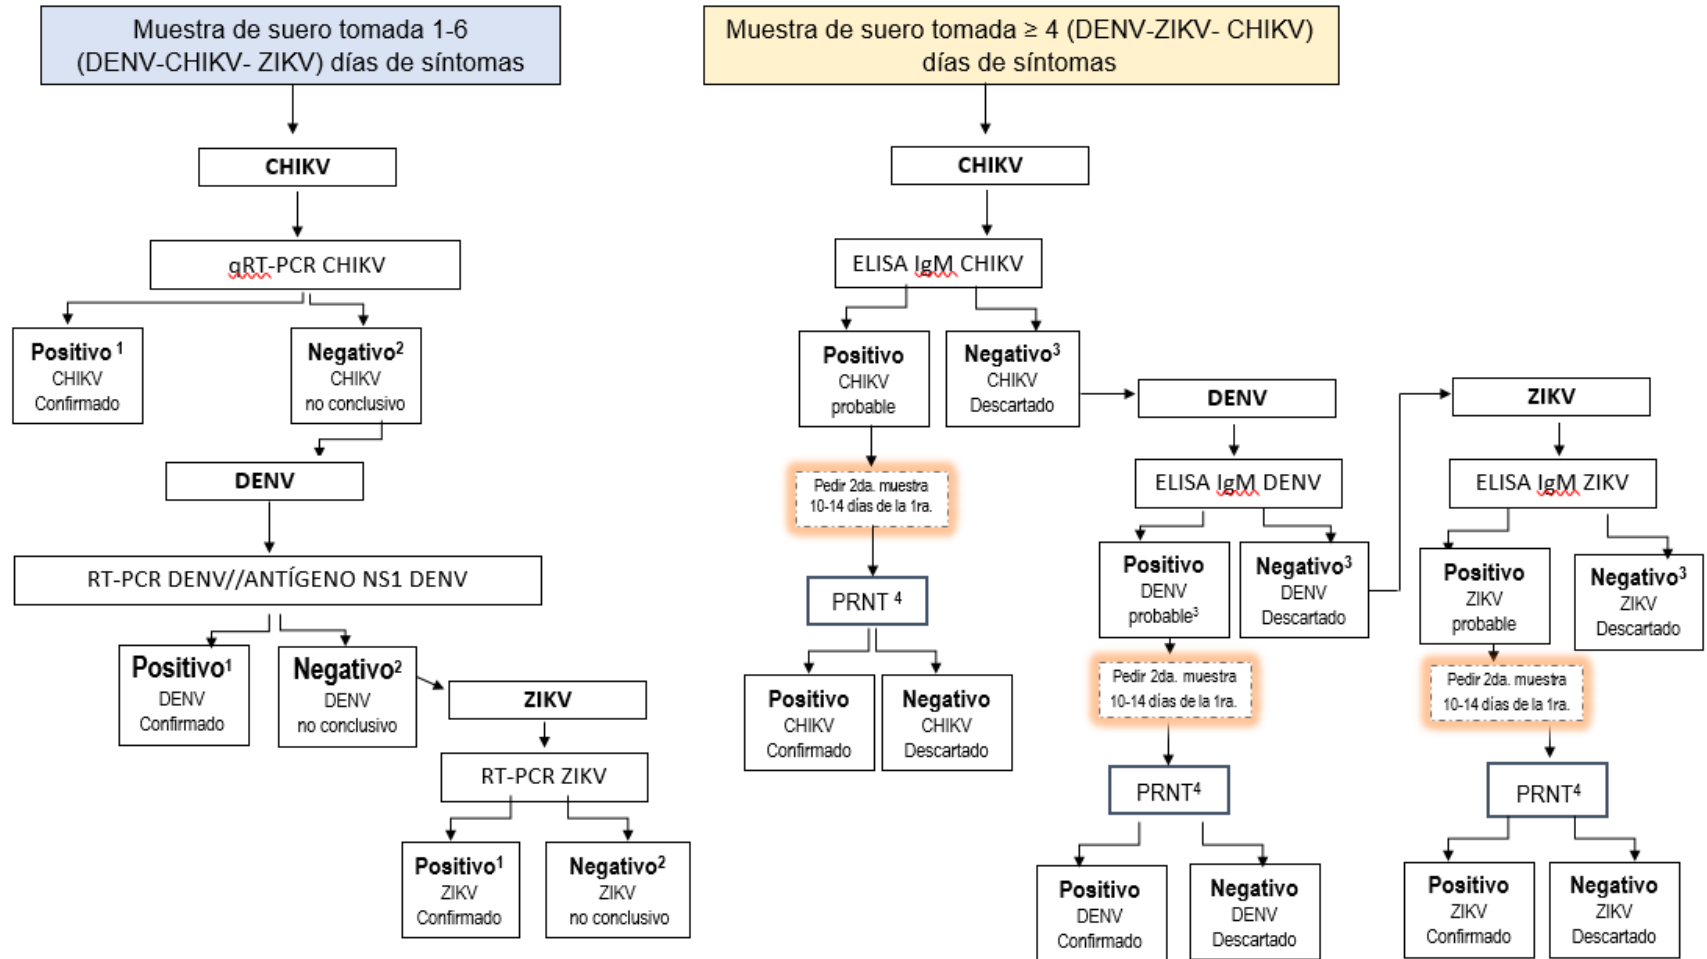 Muestra de suero tomada 1-6
(DENV-CHIKV- ZIKV) días de síntomas
CHIKV
qRT-PCR CHIKV
Positivo ¹
CHIKV
Confirmado
Negativo²
CHIKV
no conclusivo
DENV
RT-PCR DENV//ANTÍGENO NS1 DENV
Positivo¹
DENV
Confirmado
Negativo²
DENV
no conclusivo
ZIKV
RT-PCR ZIKV
Positivo¹
ZIKV
Confirmado
Negativo²
ZIKV
no conclusivo
Muestra de suero tomada ≥ 4 (DENV-ZIKV- CHIKV)
días de síntomas
CHIKV
ELISA IgM CHIKV
Positivo
CHIKV
probable
Negativo³
CHIKV
Descartado
Pedir 2da. muestra
10-14 días de la 1ra.
PRNT ⁴
Positivo
CHIKV
Confirmado
Negativo
CHIKV
Descartado
DENV
ELISA IgM DENV
Positivo
DENV
probable³
Negativo³
DENV
Descartado
Pedir 2da. muestra
10-14 días de la 1ra.
PRNT⁴
Positivo
DENV
Confirmado
Negativo
DENV
Descartado
ZIKV
ELISA IgM ZIKV
Positivo
ZIKV
probable
Negativo³
ZIKV
Descartado
Pedir 2da. muestra
10-14 días de la 1ra.
PRNT⁴
Positivo
ZIKV
Confirmado
Negativo
ZIKV
Descartado